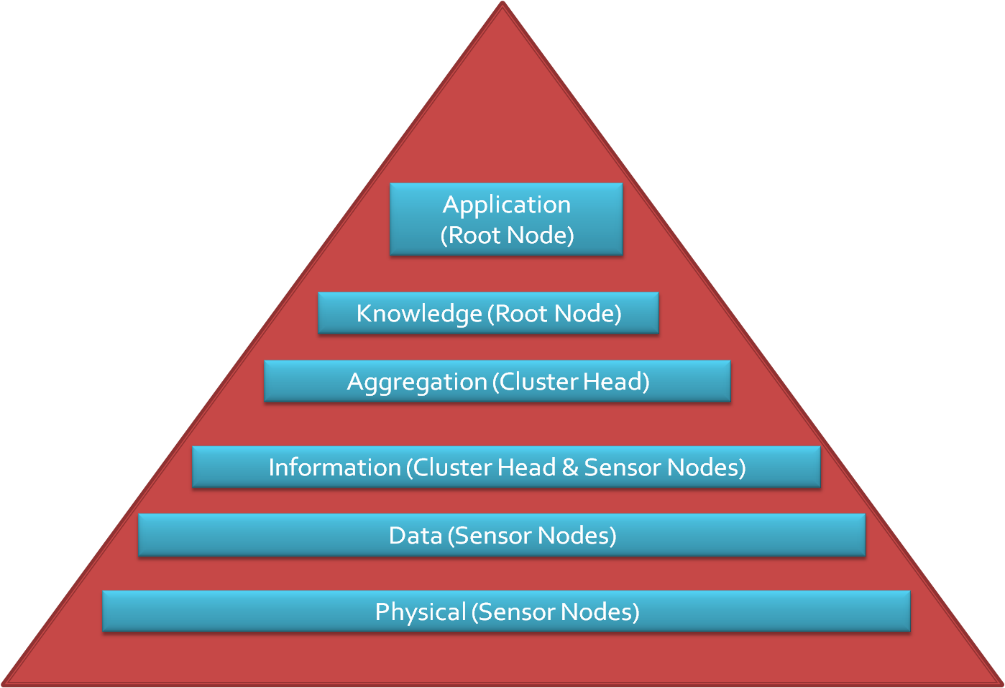 Application
(Root Node)
Knowledge (Root Node)
Aggregation (Cluster Head)
Information (Cluster Head & Sensor Nodes)
Data (Sensor Nodes)
Physical (Sensor Nodes)